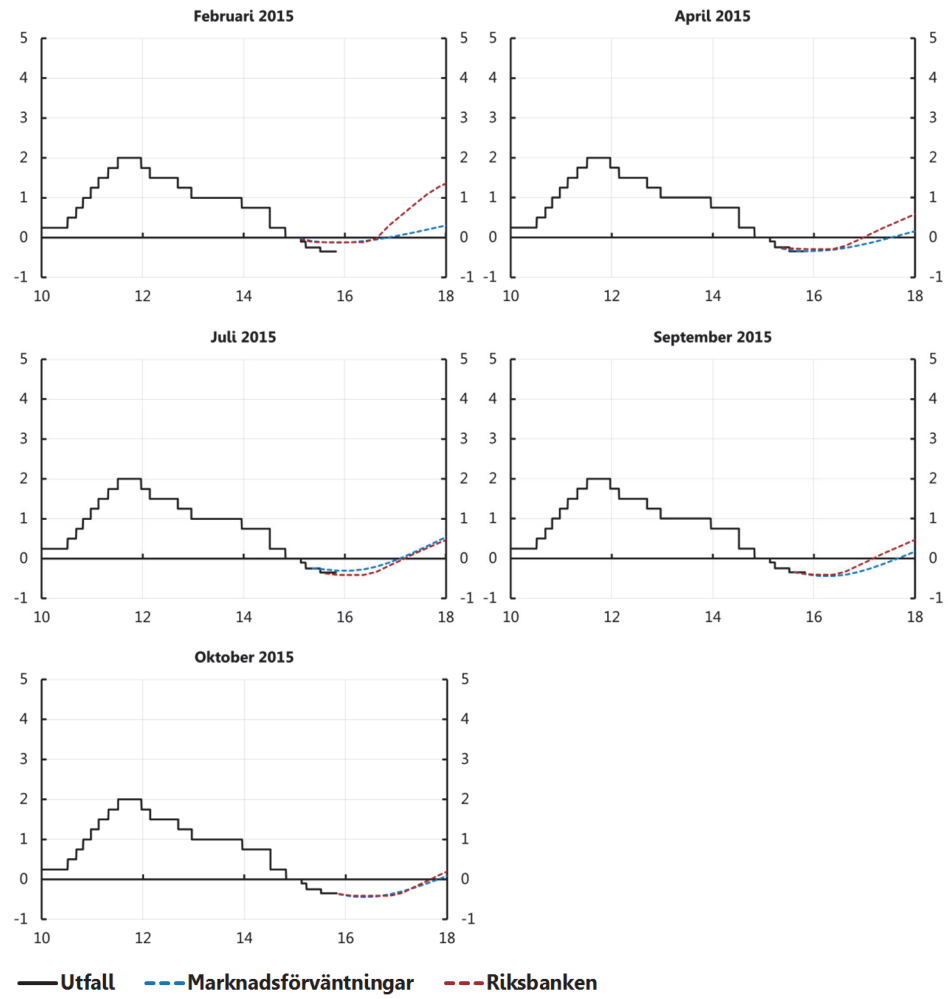 Februari 2015
April 2015
5 5 5 5
4 4 4 4
3 3 3 3
2 2 2 2
1 1 1 1
0 0 0 0
-1 -1 -1 -1
10 12 14 16 18 10 12 14 16 18
Juli 2015
September 2015
5 5 5 5
4 4 4 4
3 3 3 3
2 2 2 2
1 1 1 1
0 0 0 0
-1 -1 -1 -1
10 12 14 16 18 10 12 14 16 18
Oktober 2015
5 5
4 4
3 3
2 2
1 1
0 0
-1 -1
10 12 14 16 18
Utfall Marknadsförväntningar Riksbanken